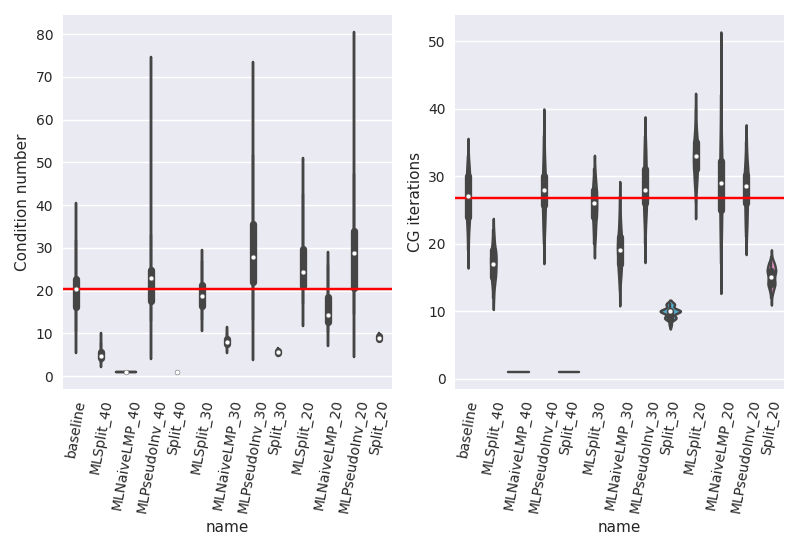 80
70
60
50
40
30
20
10
0
Condition number
baseline
MLSplit_40
MLNaiveLMP_40
MLPseudoInv_40
Split_40
MLSplit_30
MLNaiveLMP_30
MLPseudoInv_30
Split_30
MLSplit_20
MLNaiveLMP_20
MLPseudoInv_20
Split_20
name
50
40
30
20
10
0
CG iterations
baseline
MLSplit_40
MLNaiveLMP_40
MLPseudoInv_40
Split_40
MLSplit_30
MLNaiveLMP_30
MLPseudoInv_30
Split_30
MLSplit_20
MLNaiveLMP_20
MLPseudoInv_20
Split_20
name